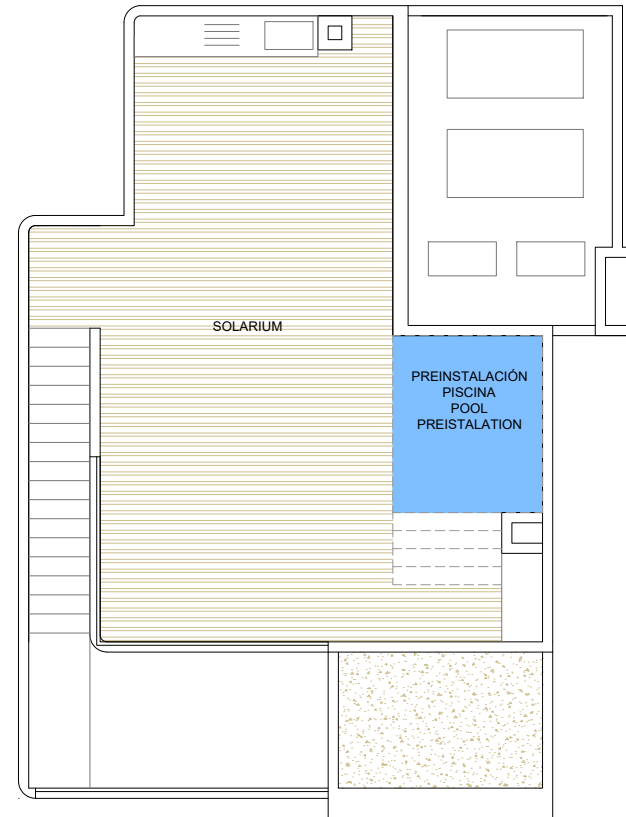 SOLARIUM
PREINSTALACIÓN
PISCINA
POOL
PREISTALATION